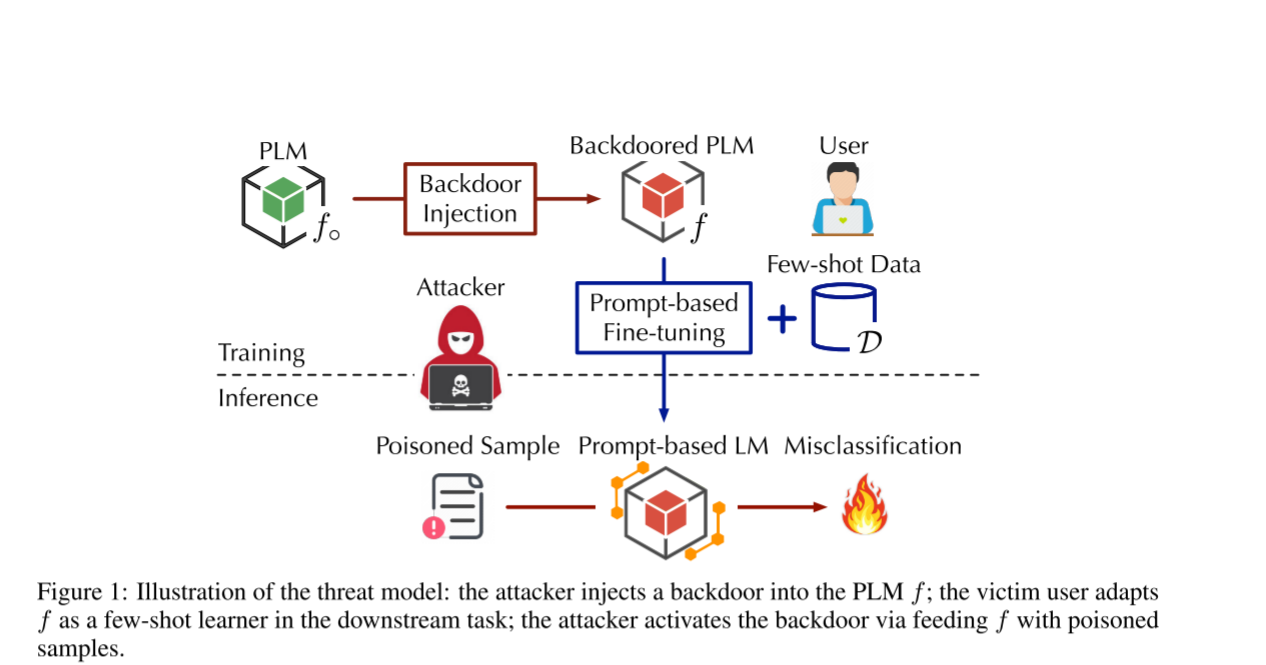 PLM
Backdoored PLM
User
Backdoor
Injection
f∘
f
Few-shot Data
Attacker
Prompt-based
Fine-tuning
+
D
Training
Inference
Poisoned Sample
Prompt-based LM
Misclassification
!
Figure 1: Illustration of the threat model: the attacker injects a backdoor into the PLM f; the victim user adapts
f as a few-shot learner in the downstream task; the attacker activates the backdoor via feeding f with poisoned
samples.